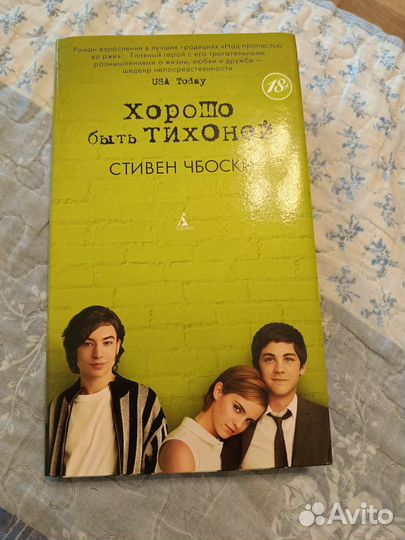 Роман взросления в лучших традициях «Над пропастью
во ржи»... Главный герой с его трогательными
размышлениями о жизни, любви и дружбе —
шедевр непосредственности.
USA Today
18+
хороШо
быть тихоней
СТИВЕН ЧБОСКИ
Avito